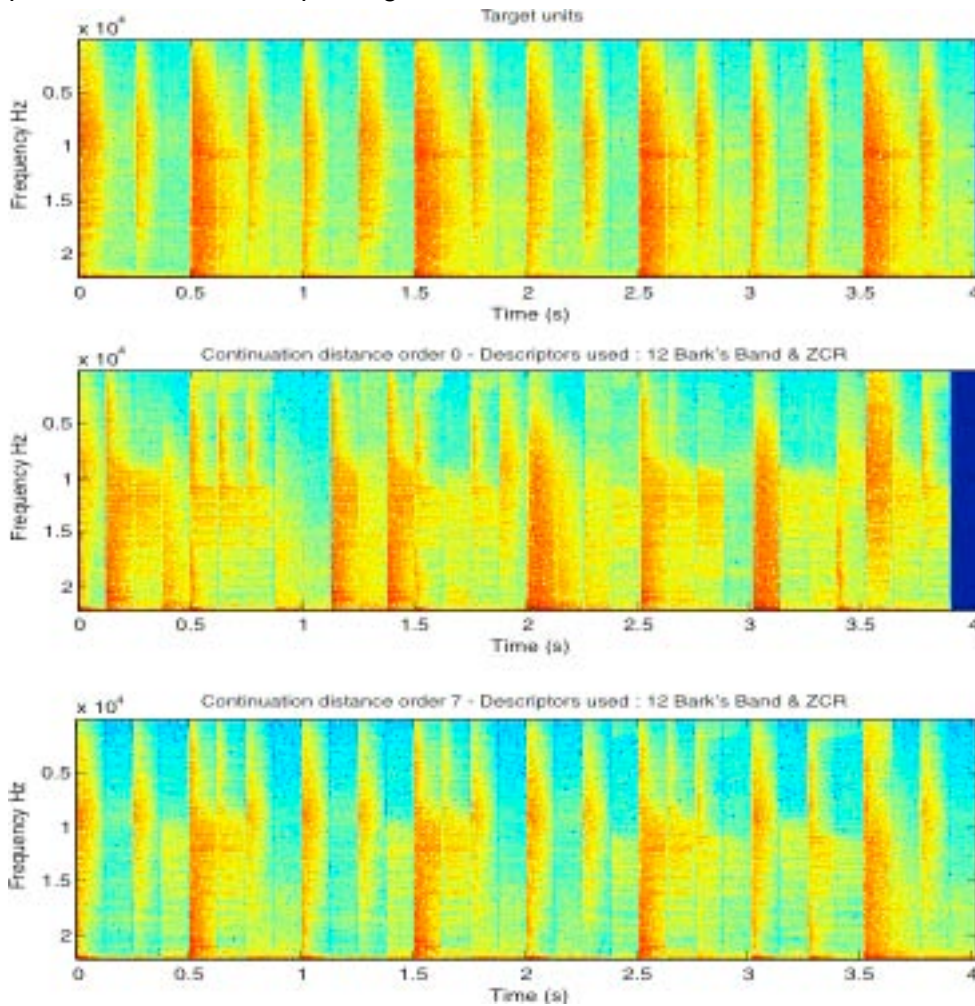 Target units
x 10⁴
Frequency Hz
0.5
1
1.5
2
0 0.5 1 1.5 2 2.5 3 3.5 4
Time (s)
Continuation distance order 0 - Descriptors used : 12 Bark's Band & ZCR
x 10⁴
Frequency Hz
0.5
1
1.5
2
0 0.5 1 1.5 2 2.5 3 3.5 4
Time (s)
Continuation distance order 7 - Descriptors used : 12 Bark's Band & ZCR
x 10⁴
Frequency Hz
0.5
1
1.5
2
0 0.5 1 1.5 2 2.5 3 3.5 4
Time (s)